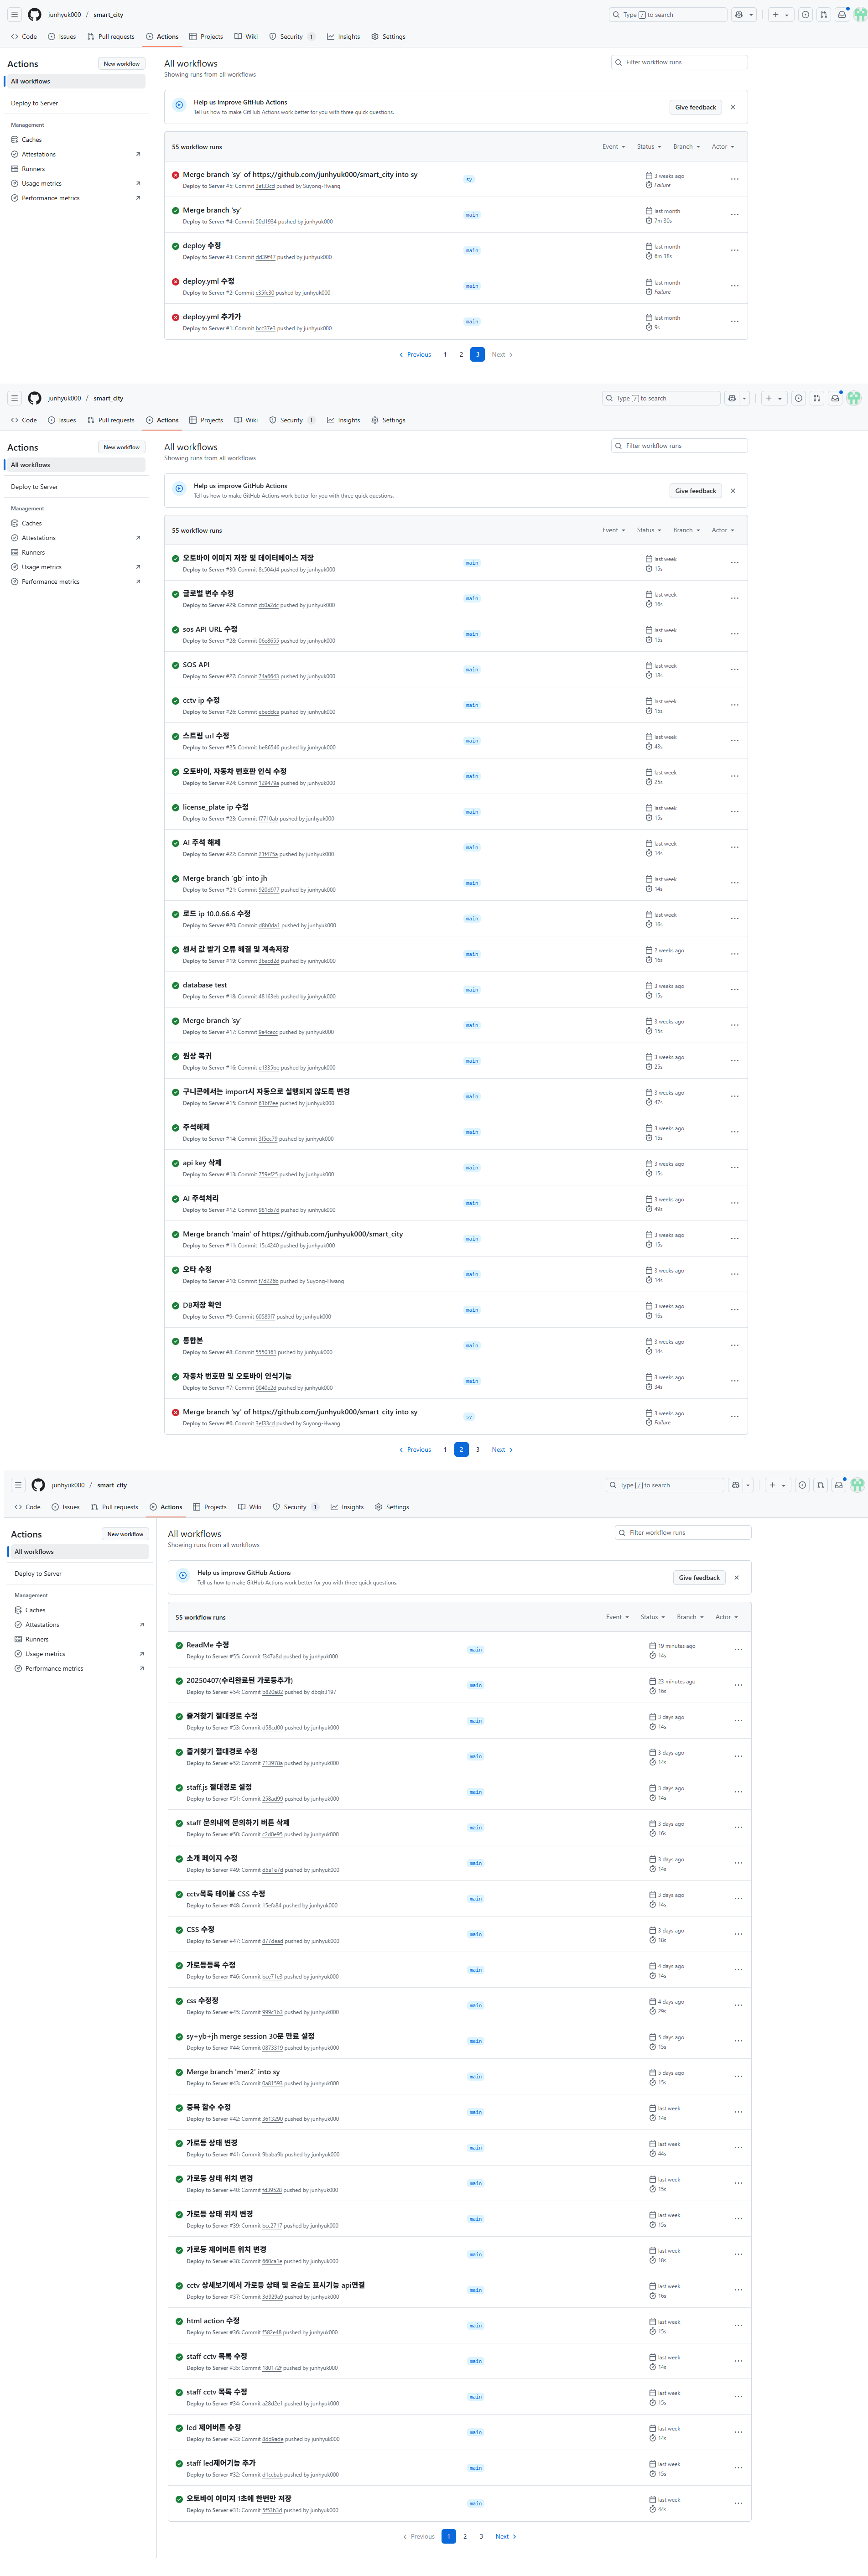 junhyuk000 / smart_city
Type / to search
Code Issues Pull requests Actions Projects Wiki Security 1 Insights Settings
Actions
New workflow
All workflows
Deploy to Server
Management
Caches
Attestations
Runners
Usage metrics
Performance metrics
All workflows
Showing runs from all workflows
Filter workflow runs
Help us improve GitHub Actions
Tell us how to make GitHub Actions work better for you with three quick questions.
Give feedback
55 workflow runs Event Status Branch Actor
Merge branch 'sy' of https://github.com/junhyuk000/smart_city into sy
Deploy to Server #5: Commit 3ef33cd pushed by Suyong-Hwang
sy
3 weeks ago
Failure
Merge branch 'sy'
Deploy to Server #4: Commit 50d1934 pushed by junhyuk000
main
last month
7m 30s
deploy 수정
Deploy to Server #3: Commit dd39f47 pushed by junhyuk000
main
last month
6m 38s
deploy.yml 수정
Deploy to Server #2: Commit c35fc30 pushed by junhyuk000
main
last month
Failure
deploy.yml 추가가
Deploy to Server #1: Commit bcc37e3 pushed by junhyuk000
main
last month
9s
Previous 1 2 3 Next
junhyuk000 / smart_city
Type / to search
Code Issues Pull requests Actions Projects Wiki Security 1 Insights Settings
Actions
New workflow
All workflows
Deploy to Server
Management
Caches
Attestations
Runners
Usage metrics
Performance metrics
All workflows
Showing runs from all workflows
Filter workflow runs
Help us improve GitHub Actions
Tell us how to make GitHub Actions work better for you with three quick questions.
Give feedback
55 workflow runs Event Status Branch Actor
오토바이 이미지 저장 및 데이터베이스 저장
Deploy to Server #30: Commit 8c504d4 pushed by junhyuk000
main
last week
15s
글로벌 변수 수정
Deploy to Server #29: Commit cb0a2dc pushed by junhyuk000
main
last week
16s
sos API URL 수정
Deploy to Server #28: Commit 06e8655 pushed by junhyuk000
main
last week
15s
SOS API
Deploy to Server #27: Commit 74a6643 pushed by junhyuk000
main
last week
18s
cctv ip 수정
Deploy to Server #26: Commit ebeddca pushed by junhyuk000
main
last week
15s
스트림 url 수정
Deploy to Server #25: Commit be86546 pushed by junhyuk000
main
last week
43s
오토바이, 자동차 번호판 인식 수정
Deploy to Server #24: Commit 129479a pushed by junhyuk000
main
last week
25s
license_plate ip 수정
Deploy to Server #23: Commit f7710ab pushed by junhyuk000
main
last week
15s
AI 주석 해제
Deploy to Server #22: Commit 21f475a pushed by junhyuk000
main
last week
14s
Merge branch 'gb' into jh
Deploy to Server #21: Commit 920d977 pushed by junhyuk000
main
last week
14s
로드 ip 10.0.66.6 수정
Deploy to Server #20: Commit d8b0da1 pushed by junhyuk000
main
last week
16s
센서 값 받기 오류 해결 및 계속저장
Deploy to Server #19: Commit 3bacd2d pushed by junhyuk000
main
2 weeks ago
16s
database test
Deploy to Server #18: Commit 48163eb pushed by junhyuk000
main
3 weeks ago
15s
Merge branch 'sy'
Deploy to Server #17: Commit 9a4cecc pushed by junhyuk000
main
3 weeks ago
15s
원상 복귀
Deploy to Server #16: Commit e1335be pushed by junhyuk000
main
3 weeks ago
25s
구니콘에서는 import시 자동으로 실행되지 않도록 변경
Deploy to Server #15: Commit 61bf7ee pushed by junhyuk000
main
3 weeks ago
47s
주석해제
Deploy to Server #14: Commit 3f5ec79 pushed by junhyuk000
main
3 weeks ago
15s
api key 삭제
Deploy to Server #13: Commit 759ef25 pushed by junhyuk000
main
3 weeks ago
15s
AI 주석처리
Deploy to Server #12: Commit 981cb7d pushed by junhyuk000
main
3 weeks ago
49s
Merge branch 'main' of https://github.com/junhyuk000/smart_city
Deploy to Server #11: Commit 15c4240 pushed by junhyuk000
main
3 weeks ago
15s
오타 수정
Deploy to Server #10: Commit f7d226b pushed by Suyong-Hwang
main
3 weeks ago
14s
DB저장 확인
Deploy to Server #9: Commit 60589f7 pushed by junhyuk000
main
3 weeks ago
16s
통합본
Deploy to Server #8: Commit 5550361 pushed by junhyuk000
main
3 weeks ago
14s
자동차 번호판 및 오토바이 인식기능
Deploy to Server #7: Commit 0040e2d pushed by junhyuk000
main
3 weeks ago
34s
Merge branch 'sy' of https://github.com/junhyuk000/smart_city into sy
Deploy to Server #6: Commit 3ef33cd pushed by Suyong-Hwang
sy
3 weeks ago
Failure
Previous 1 2 3 Next
junhyuk000 / smart_city
Type / to search
Code Issues Pull requests Actions Projects Wiki Security 1 Insights Settings
Actions
New workflow
All workflows
Deploy to Server
Management
Caches
Attestations
Runners
Usage metrics
Performance metrics
All workflows
Showing runs from all workflows
Filter workflow runs
Help us improve GitHub Actions
Tell us how to make GitHub Actions work better for you with three quick questions.
Give feedback
55 workflow runs Event Status Branch Actor
ReadMe 수정
Deploy to Server #55: Commit f347a8d pushed by junhyuk000
main
19 minutes ago
14s
20250407(수리완료된 가로등추가)
Deploy to Server #54: Commit b820a82 pushed by dbqls3197
main
23 minutes ago
16s
즐겨찾기 절대경로 수정
Deploy to Server #53: Commit d58cd00 pushed by junhyuk000
main
3 days ago
14s
즐겨찾기 절대경로 수정
Deploy to Server #52: Commit 713978a pushed by junhyuk000
main
3 days ago
14s
staff.js 절대경로 설정
Deploy to Server #51: Commit 258ad99 pushed by junhyuk000
main
3 days ago
14s
staff 문의내역 문의하기 버튼 삭제
Deploy to Server #50: Commit c2d0e95 pushed by junhyuk000
main
3 days ago
16s
소개 페이지 수정
Deploy to Server #49: Commit d5a1e7d pushed by junhyuk000
main
3 days ago
14s
cctv목록 테이블 CSS 수정
Deploy to Server #48: Commit 15efa84 pushed by junhyuk000
main
3 days ago
14s
CSS 수정
Deploy to Server #47: Commit 877dead pushed by junhyuk000
main
3 days ago
18s
가로등등록 수정
Deploy to Server #46: Commit bce71e3 pushed by junhyuk000
main
4 days ago
14s
css 수정정
Deploy to Server #45: Commit 999c1b3 pushed by junhyuk000
main
4 days ago
29s
sy+yb+jh merge session 30분 만료 설정
Deploy to Server #44: Commit 0873319 pushed by junhyuk000
main
5 days ago
15s
Merge branch 'mer2' into sy
Deploy to Server #43: Commit 0a81593 pushed by junhyuk000
main
5 days ago
15s
중복 함수 수정
Deploy to Server #42: Commit 3613290 pushed by junhyuk000
main
last week
14s
가로등 상태 변경
Deploy to Server #41: Commit 9baba9b pushed by junhyuk000
main
last week
44s
가로등 상태 위치 변경
Deploy to Server #40: Commit fd39528 pushed by junhyuk000
main
last week
15s
가로등 상태 위치 변경
Deploy to Server #39: Commit bcc2717 pushed by junhyuk000
main
last week
15s
가로등 제어버튼 위치 변경
Deploy to Server #38: Commit 660ca1e pushed by junhyuk000
main
last week
18s
cctv 상세보기에서 가로등 상태 및 온습도 표시기능 api연결
Deploy to Server #37: Commit 3d929a9 pushed by junhyuk000
main
last week
16s
html action 수정
Deploy to Server #36: Commit f582e48 pushed by junhyuk000
main
last week
15s
staff cctv 목록 수정
Deploy to Server #35: Commit 180172f pushed by junhyuk000
main
last week
14s
staff cctv 목록 수정
Deploy to Server #34: Commit a28d2e1 pushed by junhyuk000
main
last week
15s
led 제어버튼 수정
Deploy to Server #33: Commit 8dd9ade pushed by junhyuk000
main
last week
14s
staff led제어기능 추가
Deploy to Server #32: Commit d1ccbab pushed by junhyuk000
main
last week
15s
오토바이 이미지 1초에 한번만 저장
Deploy to Server #31: Commit 5f53b3d pushed by junhyuk000
main
last week
44s
Previous 1 2 3 Next